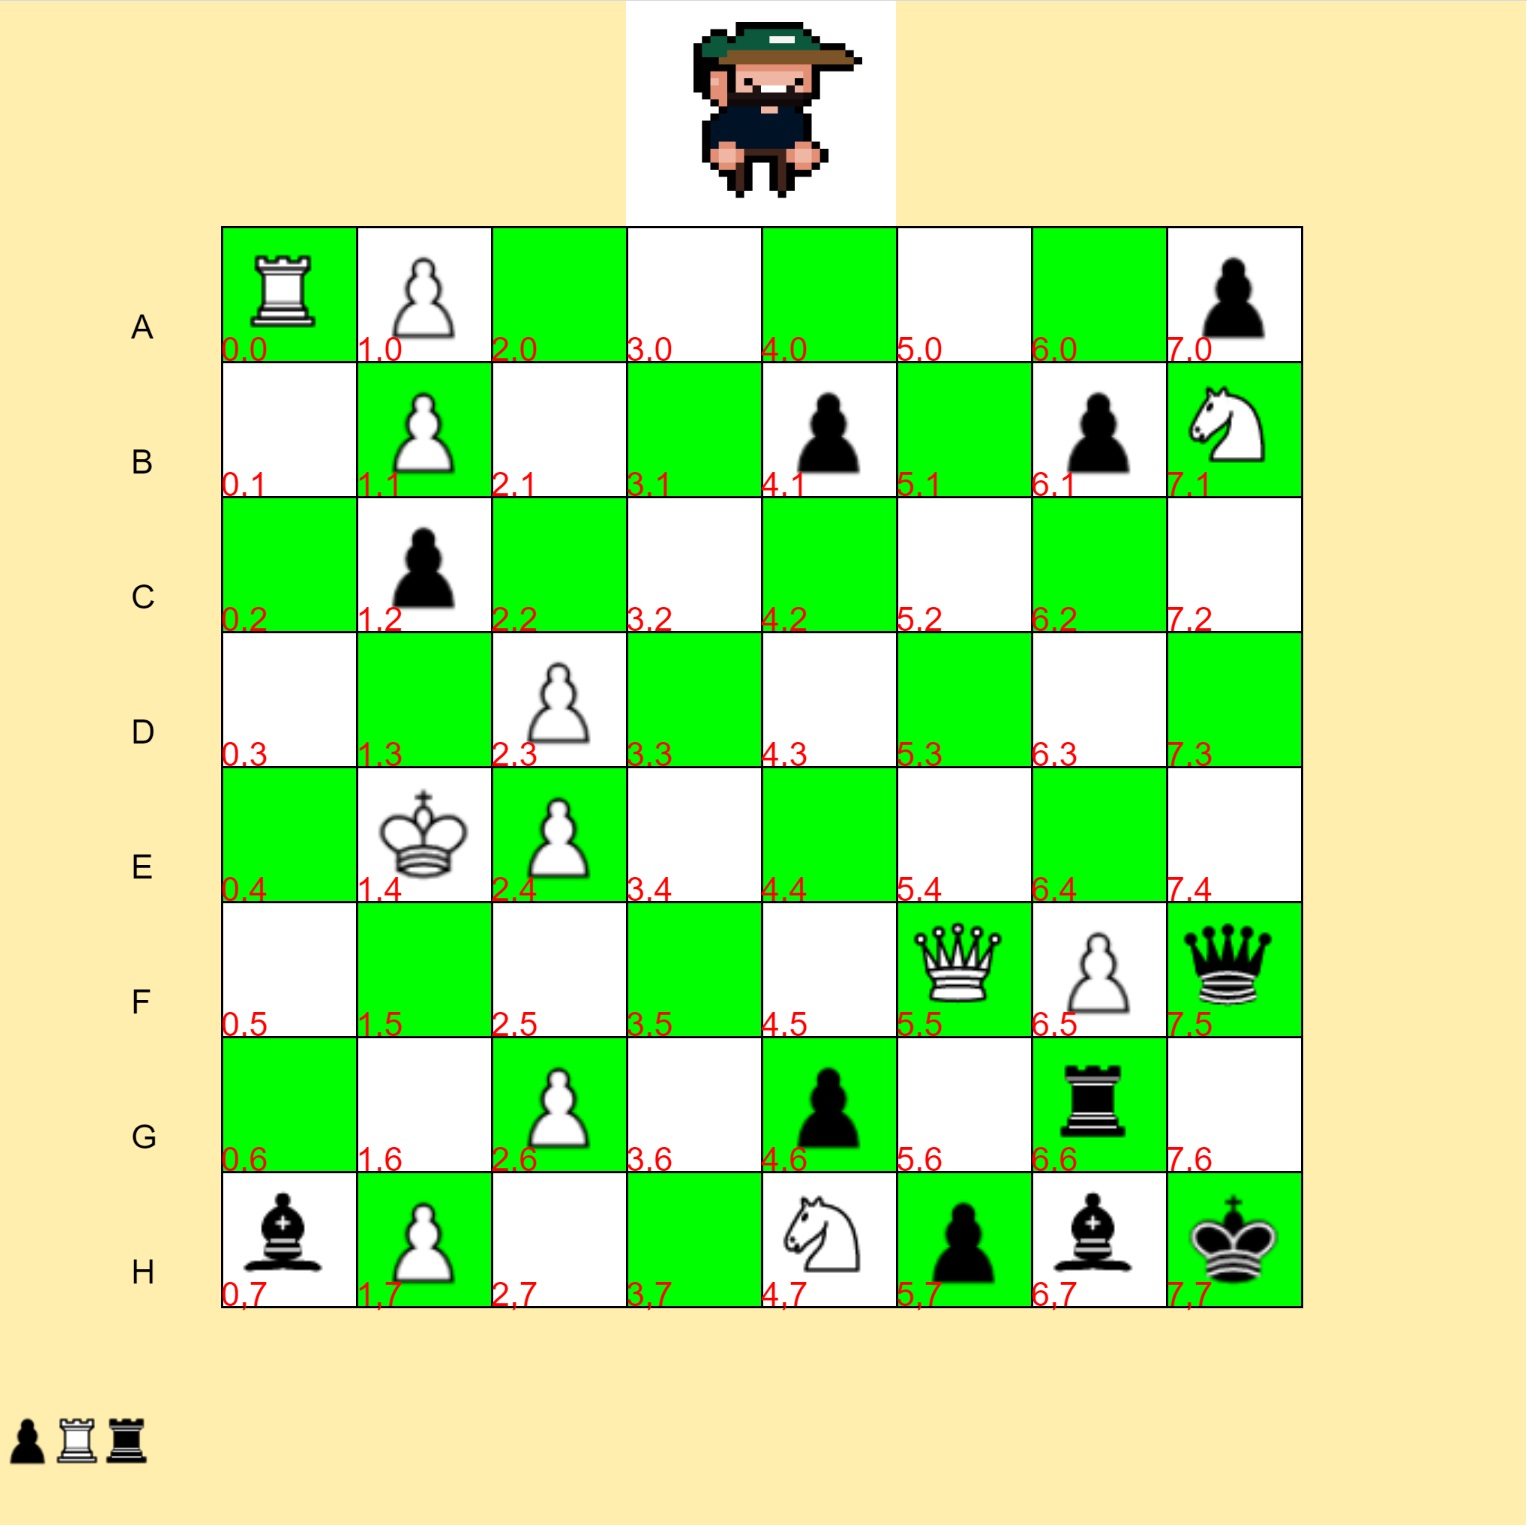 A
0,0 1,0 2,0 3,0 4,0 5,0 6,0 7,0
B
0,1 1,1 2,1 3,1 4,1 5,1 6,1 7,1
C
0,2 1,2 2,2 3,2 4,2 5,2 6,2 7,2
D
0,3 1,3 2,3 3,3 4,3 5,3 6,3 7,3
E
0,4 1,4 2,4 3,4 4,4 5,4 6,4 7,4
F
0,5 1,5 2,5 3,5 4,5 5,5 6,5 7,5
G
0,6 1,6 2,6 3,6 4,6 5,6 6,6 7,6
H
0,7 1,7 2,7 3,7 4,7 5,7 6,7 7,7